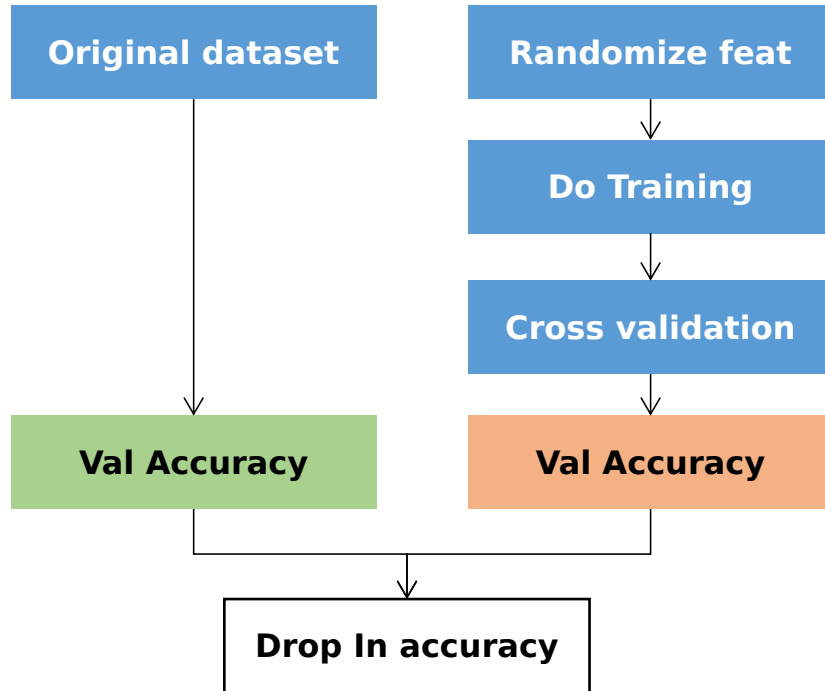 Original dataset
Randomize feat
Do Training
Cross validation
Val Accuracy
Val Accuracy
Drop In accuracy